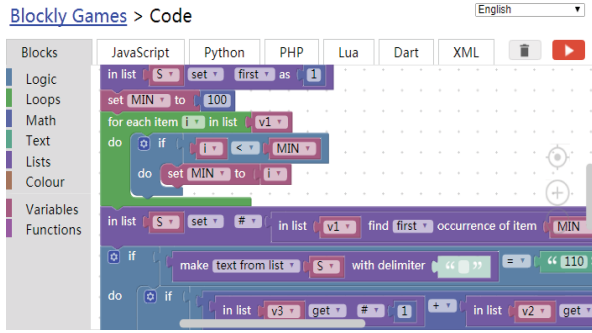 Blockly Games > Code
English
Blocks
JavaScript Python PHP Lua Dart XML
Logic
Loops
Math
Text
Lists
Colour
Variables
Functions
in list S set first as 1
set MIN to 100
for each item i in list v1
do if i < MIN
do set MIN to i
in list S set # in list v1 find first occurrence of item MIN
if make text from list S with delimiter “ ” = “ 110
do if in list v3 get # 1 + in list v2 get